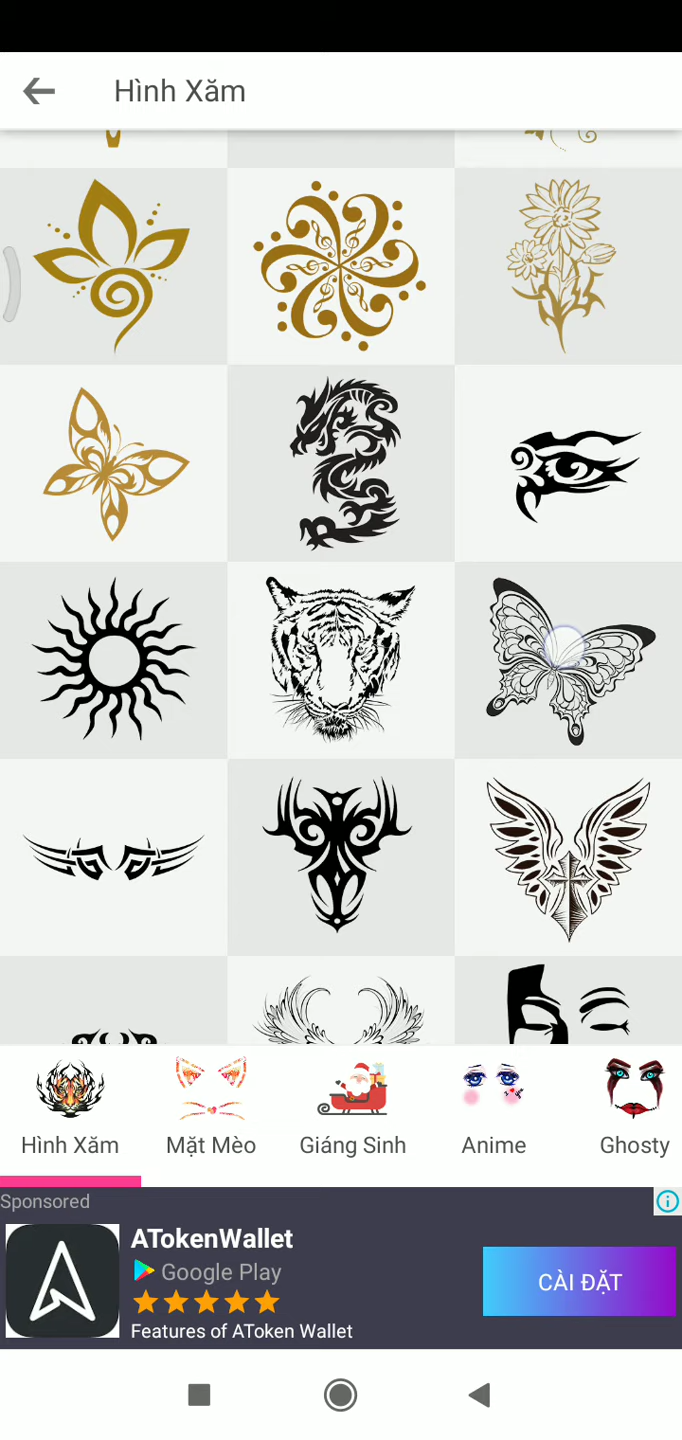 Hình Xăm
Hình Xăm
Mặt Mèo
Giáng Sinh
Anime
Ghosty
Sponsored
ATokenWallet
Google Play
CÀI ĐẶT
Features of AToken Wallet